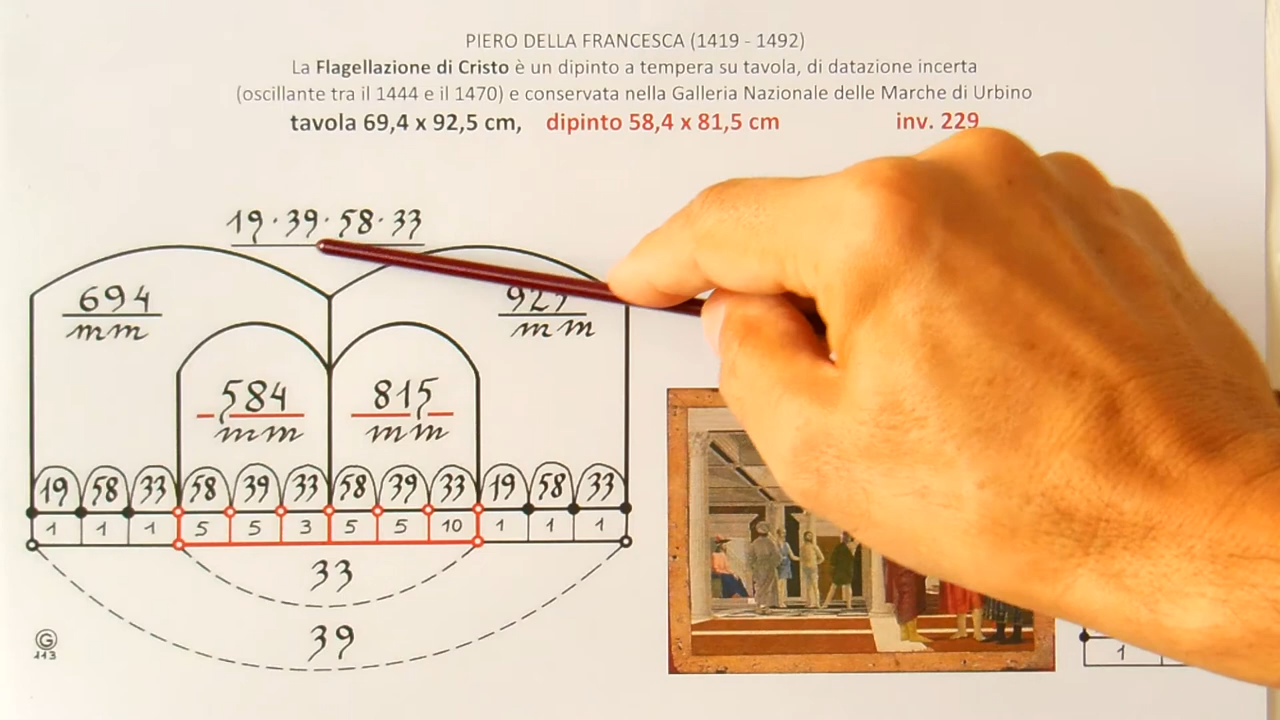 PIERO DELLA FRANCESCA (1419 - 1492)
La Flagellazione di Cristo è un dipinto a tempera su tavola, di datazione incerta
(oscillante tra il 1444 e il 1470) e conservata nella Galleria Nazionale delle Marche di Urbino
tavola 69,4 x 92,5 cm, dipinto 58,4 x 81,5 cm inv. 229
19·39·58·33
694 925
mm mm
584 815
mm mm
19 58 33 58 39 33 58 39 33 19 58 33
1 1 1 5 5 3 5 5 10 1 1 1
33
39
G
113
1